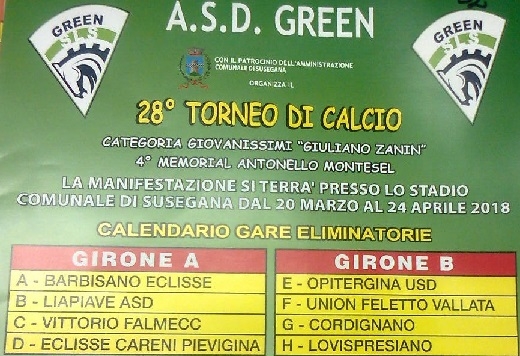 A.S.D. GREEN
GREEN
SLS
GREEN
SLS
CON IL PATROCINIO DELL'AMMINISTRAZIONE
COMUNALE DI SUSEGANA
ORGANIZZA IL
28° TORNEO DI CALCIO
CATEGORIA GIOVANISSIMI "GIULIANO ZANIN"
4° MEMORIAL ANTONELLO MONTESEL
LA MANIFESTAZIONE SI TERRA' PRESSO LO STADIO
COMUNALE DI SUSEGANA DAL 20 MARZO AL 24 APRILE 2018
CALENDARIO GARE ELIMINATORIE
GIRONE A
A - BARBISANO ECLISSE
B - LIAPIAVE ASD
C - VITTORIO FALMECC
D - ECLISSE CARENI PIEVIGINA
GIRONE B
E - OPITERGINA USD
F - UNION FELETTO VALLATA
G - CORDIGNANO
H - LOVISPRESIANO